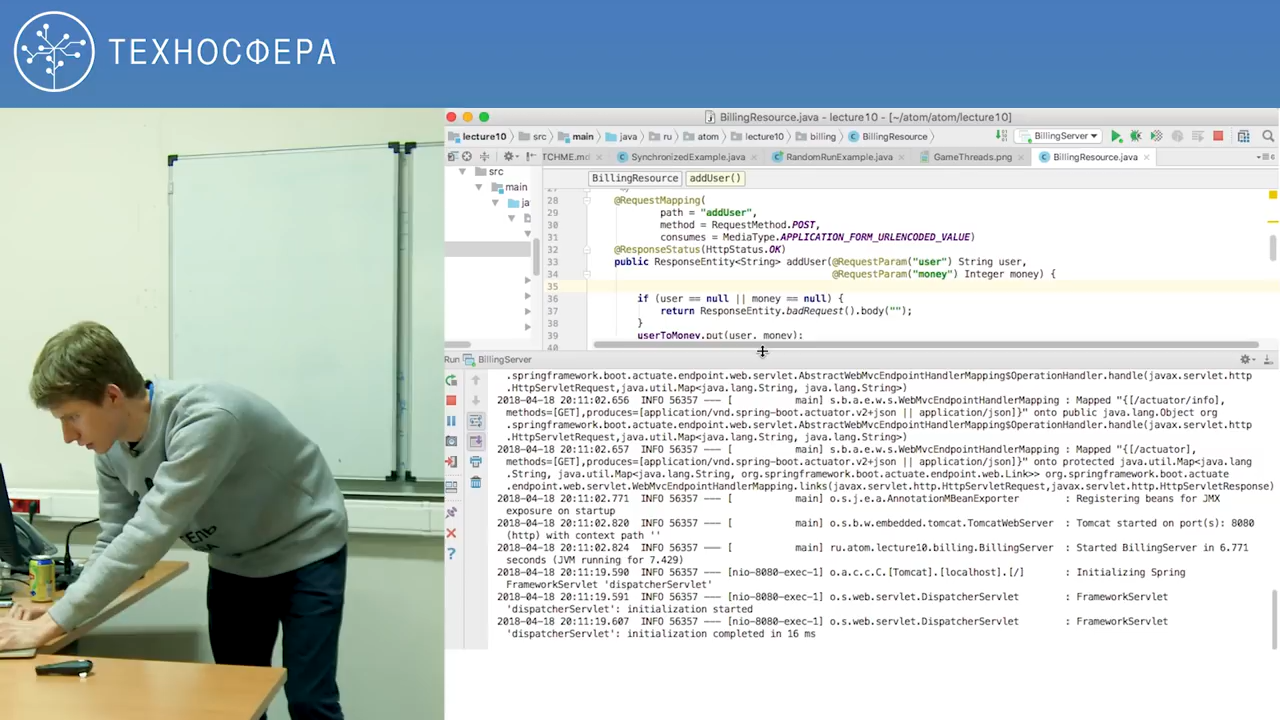 ТЕХНОСФЕРА
BillingResource.java - lecture10 - [~/atom/atom/lecture10]
lecture10 src main java ru atom lecture10 billing BillingResource BillingServer
TCHME.md SynchronizedExample.java RandomRunExample.java GameThreads.png BillingResource.java
src
main
BillingResource addUser()
28 @RequestMapping(
29 path = "addUser",
30 method = RequestMethod.POST,
31 consumes = MediaType.APPLICATION_FORM_URLENCODED_VALUE)
32 @ResponseStatus(HttpStatus.OK)
33 public ResponseEntity<String> addUser(@RequestParam("user") String user,
34 @RequestParam("money") Integer money) {
35
36 if (user == null || money == null) {
37 return ResponseEntity.badRequest().body("");
38 }
39 userToMoney.put(user, money);
40
Run BillingServer
.springframework.boot.actuate.endpoint.web.servlet.AbstractWebMvcEndpointHandlerMapping$OperationHandler.handle(javax.servlet.http
.HttpServletRequest,java.util.Map<java.lang.String, java.lang.String>)
2018-04-18 20:11:02.656 INFO 56357 --- [ main] s.b.a.e.w.s.WebMvcEndpointHandlerMapping : Mapped "{[/actuator/info],
methods=[GET],produces=[application/vnd.spring-boot.actuator.v2+json || application/json]}" onto public java.lang.Object org
.springframework.boot.actuate.endpoint.web.servlet.AbstractWebMvcEndpointHandlerMapping$OperationHandler.handle(javax.servlet.http
.HttpServletRequest,java.util.Map<java.lang.String, java.lang.String>)
2018-04-18 20:11:02.657 INFO 56357 --- [ main] s.b.a.e.w.s.WebMvcEndpointHandlerMapping : Mapped "{[/actuator],
methods=[GET],produces=[application/vnd.spring-boot.actuator.v2+json || application/json]}" onto protected java.util.Map<java.lang
.String, java.util.Map<java.lang.String, org.springframework.boot.actuate
.endpoint.web.Link>> org.springframework.boot.actuate
.endpoint.web.servlet.WebMvcEndpointHandlerMapping.links(javax.servlet.http.HttpServletRequest,javax.servlet.http.HttpServletResponse)
2018-04-18 20:11:02.771 INFO 56357 --- [ main] o.s.j.e.a.AnnotationMBeanExporter : Registering beans for JMX
exposure on startup
2018-04-18 20:11:02.820 INFO 56357 --- [ main] o.s.b.w.embedded.tomcat.TomcatWebServer : Tomcat started on port(s): 8080
(http) with context path ''
2018-04-18 20:11:02.824 INFO 56357 --- [ main] ru.atom.lecture10.billing.BillingServer : Started BillingServer in 6.771
seconds (JVM running for 7.429)
2018-04-18 20:11:19.590 INFO 56357 --- [nio-8080-exec-1] o.a.c.c.C.[Tomcat].[localhost].[/] : Initializing Spring
FrameworkServlet 'dispatcherServlet'
2018-04-18 20:11:19.591 INFO 56357 --- [nio-8080-exec-1] o.s.web.servlet.DispatcherServlet : FrameworkServlet
'dispatcherServlet': initialization started
2018-04-18 20:11:19.607 INFO 56357 --- [nio-8080-exec-1] o.s.web.servlet.DispatcherServlet : FrameworkServlet
'dispatcherServlet': initialization completed in 16 ms